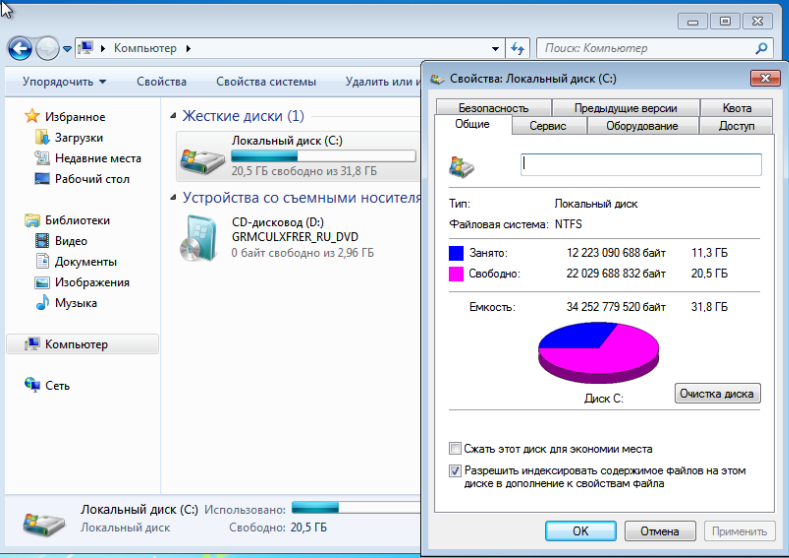 Компьютер
Поиск: Компьютер
Упорядочить
Свойства
Свойства системы
Удалить или
Избранное
Загрузки
Недавние места
Рабочий стол
Библиотеки
Видео
Документы
Изображения
Музыка
Компьютер
Сеть
Жесткие диски (1)
Локальный диск (C:)
20,5 ГБ свободно из 31,8 ГБ
Устройства со съемными носителя
CD-дисковод (D:)
GRMCULXFRER_RU_DVD
0 байт свободно из 2,96 ГБ
Локальный диск (C:) Использовано:
Локальный диск Свободно: 20,5 ГБ
Свойства: Локальный диск (C:)
Безопасность
Предыдущие версии
Квота
Общие
Сервис
Оборудование
Доступ
Тип: Локальный диск
Файловая система: NTFS
Занято: 12 223 090 688 байт 11,3 ГБ
Свободно: 22 029 688 832 байт 20,5 ГБ
Емкость: 34 252 779 520 байт 31,8 ГБ
Диск C:
Очистка диска
Сжать этот диск для экономии места
Разрешить индексировать содержимое файлов на этом
диске в дополнение к свойствам файла
OK
Отмена
Применить